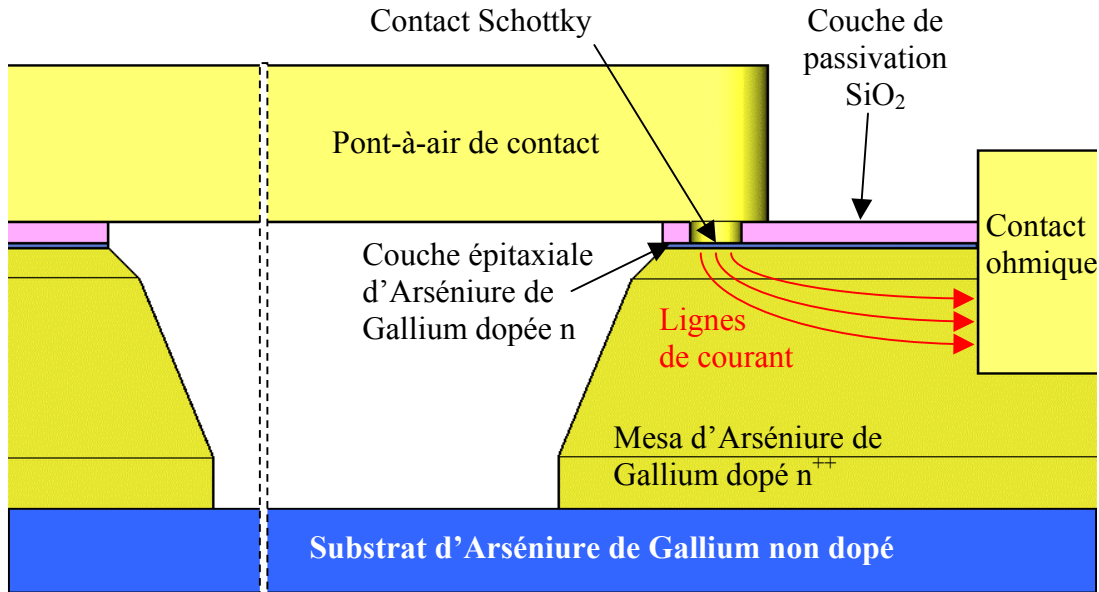 Contact Schottky
Couche de
passivation
SiO₂
Pont-à-air de contact
Contact
ohmique
Couche épitaxiale
d’Arséniure de
Gallium dopée n
Lignes
de courant
Mesa d’Arséniure de
Gallium dopé n⁺⁺
Substrat d’Arséniure de Gallium non dopé